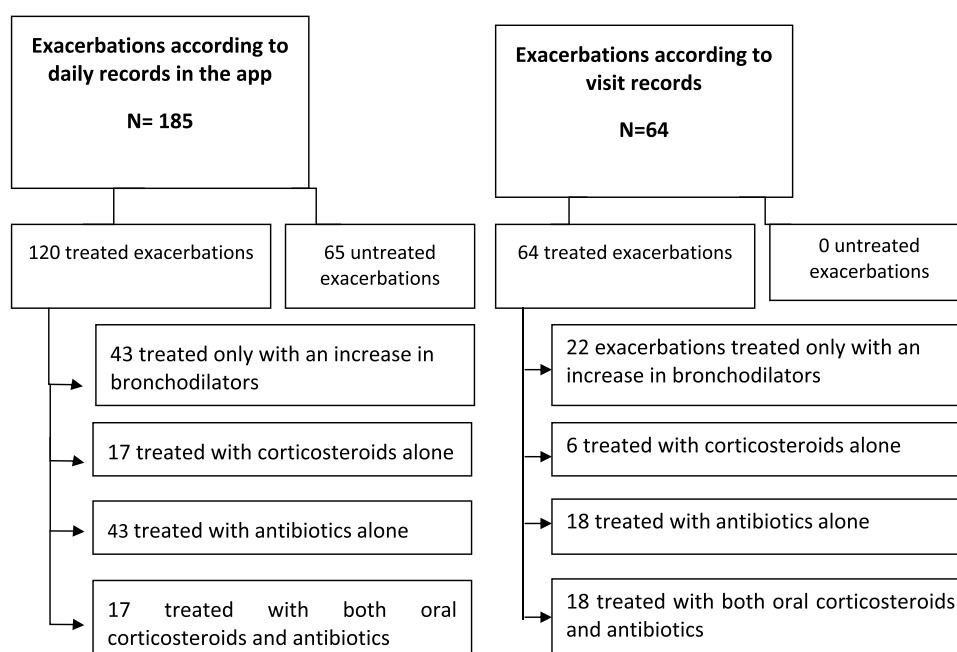 Exacerbations according to
daily records in the app
N= 185
120 treated exacerbations
65 untreated
exacerbations
43 treated only with an increase in
bronchodilators
17 treated with corticosteroids alone
43 treated with antibiotics alone
17 treated with both oral
corticosteroids and antibiotics
Exacerbations according to
visit records
N=64
64 treated exacerbations
0 untreated
exacerbations
22 exacerbations treated only with an
increase in bronchodilators
6 treated with corticosteroids alone
18 treated with antibiotics alone
18 treated with both oral corticosteroids
and antibiotics